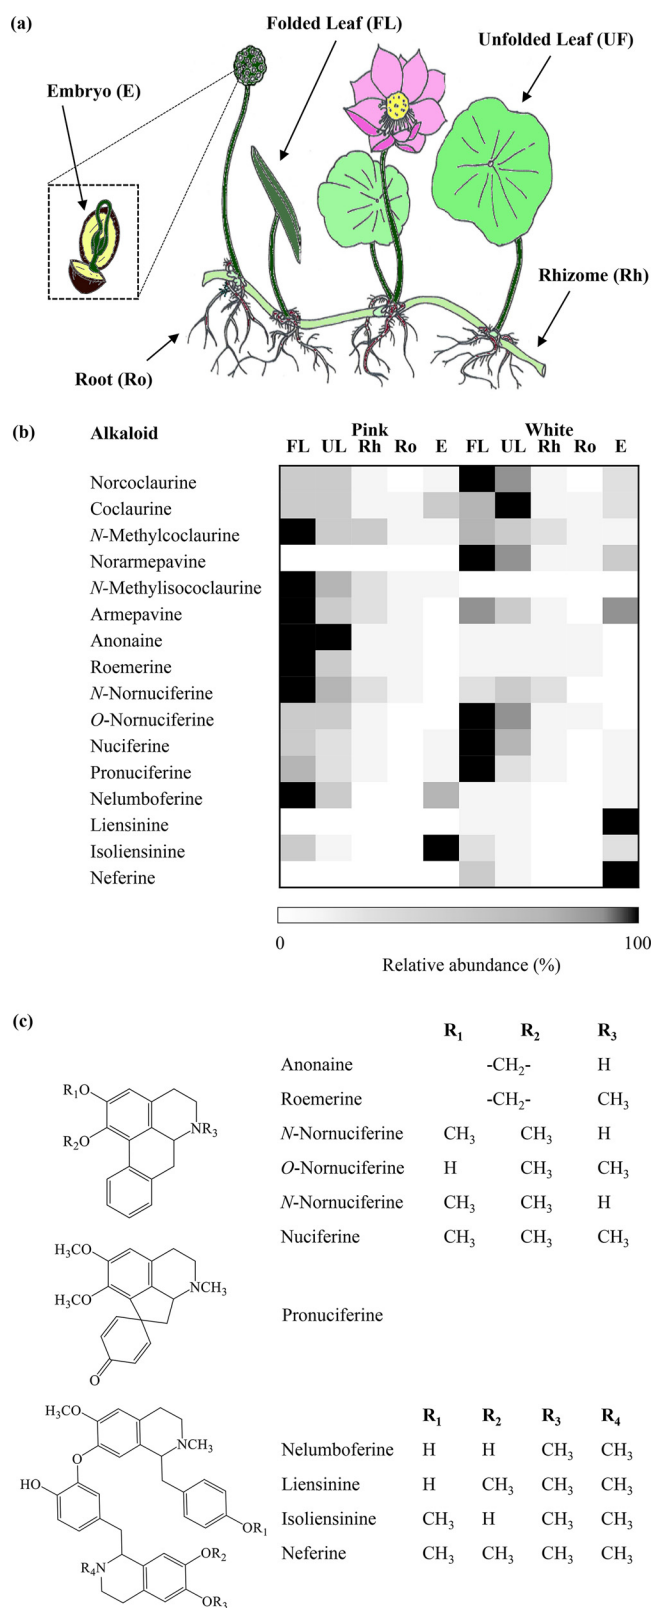 (a)
Folded Leaf (FL)
Unfolded Leaf (UF)
Embryo (E)
Rhizome (Rh)
Root (Ro)
(b)
Alkaloid
Pink
White
FL UL Rh Ro E FL UL Rh Ro E
Norcoclaurine
Coclaurine
N-Methylcoclaurine
Norarmepavine
N-Methylisococlaurine
Armepavine
Anonaine
Roemerine
N-Nornuciferine
O-Nornuciferine
Nuciferine
Pronuciferine
Nelumboferine
Liensinine
Isoliensinine
Neferine
0 100
Relative abundance (%)
(c)
R₁ R₂ R₃
Anonaine -CH₂- H
Roemerine -CH₂- CH₃
N-Nornuciferine CH₃ CH₃ H
O-Nornuciferine H CH₃ CH₃
N-Nornuciferine CH₃ CH₃ H
Nuciferine CH₃ CH₃ CH₃
R₁O
R₂O
NR₃
H₃CO
H₃CO
NCH₃
O
Pronuciferine
R₁ R₂ R₃ R₄
Nelumboferine H H CH₃ CH₃
Liensinine H CH₃ CH₃ CH₃
Isoliensinine CH₃ H CH₃ CH₃
Neferine CH₃ CH₃ CH₃ CH₃
H₃CO
NCH₃
O
HO
OR₁
R₄N
OR₂
OR₃